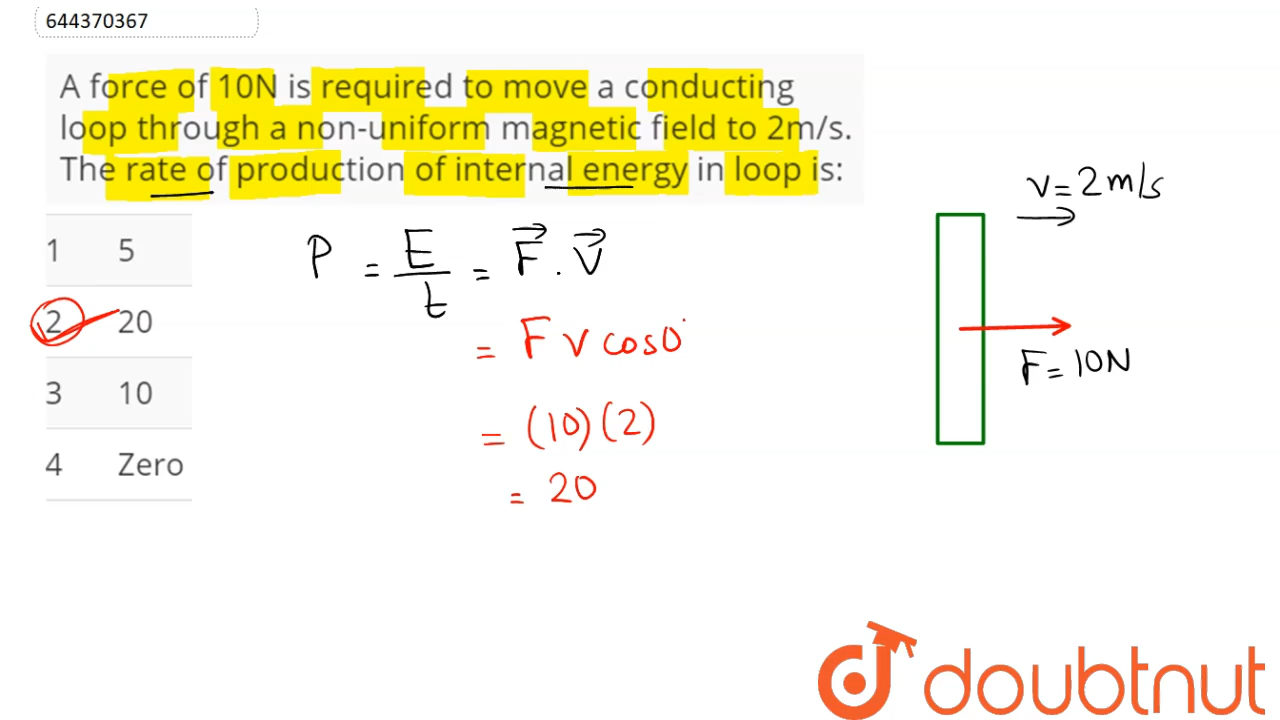 644370367
A force of 10N is required to move a conducting
loop through a non-uniform magnetic field to 2m/s.
The rate of production of internal energy in loop is:
1 5
2 20
3 10
4 Zero
P = E/t = F⃗ . V⃗
= F v cos0°
= (10) (2)
= 20
v = 2 m/s
F = 10N
doubtnut